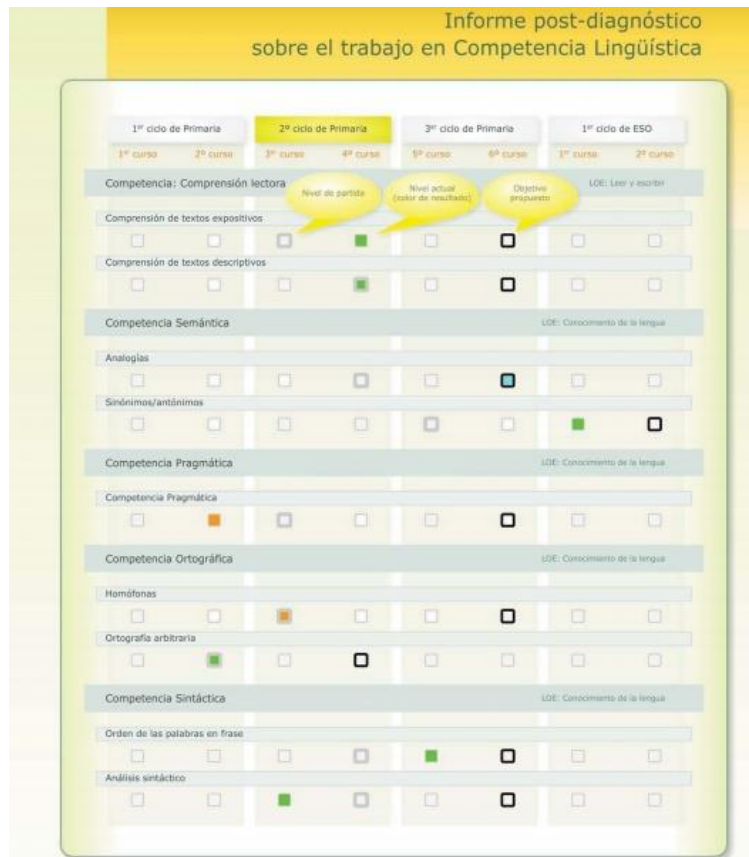 Informe post-diagnóstico
sobre el trabajo en Competencia Lingüística
1er ciclo de Primaria 2º ciclo de Primaria 3er ciclo de Primaria 1er ciclo de ESO
1er curso 2º curso 3er curso 4º curso 5º curso 6º curso 1er curso 2º curso
Competencia: Comprensión lectora LOE: Leer y escribir
Nivel de partida
Nivel actual
(color de resultado)
Objetivo
propuesto
Comprensión de textos expositivos
Comprensión de textos descriptivos
Competencia Semántica LOE: Conocimiento de la lengua
Analogías
Sinónimos/antónimos
Competencia Pragmática LOE: Conocimiento de la lengua
Competencia Pragmática
Competencia Ortográfica LOE: Conocimiento de la lengua
Homófonas
Ortografía arbitraria
Competencia Sintáctica LOE: Conocimiento de la lengua
Orden de las palabras en frase
Análisis sintáctico